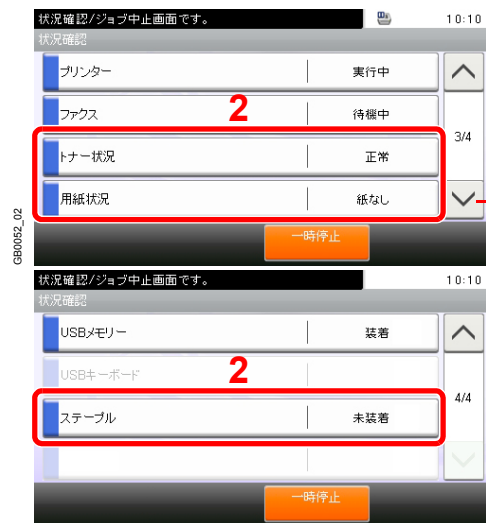 状況確認/ジョブ中止画面です。 10:10
状況確認
プリンター 実行中
ファクス 待機中
2
トナー状況 正常
3/4
用紙状況 紙なし
一時停止
GB0052_02
状況確認/ジョブ中止画面です。 10:10
状況確認
USBメモリー 装着
USBキーボード
2
4/4
ステープル 未装着
一時停止